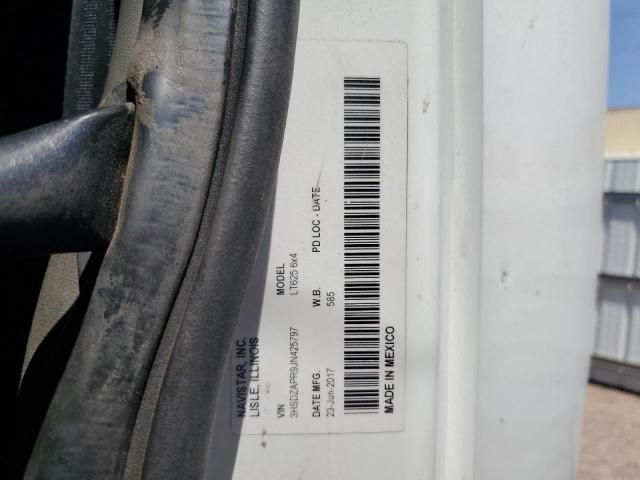 NAVISTAR, INC.
LISLE, ILLINOIS
VIN MODEL
3HSDZAPR9JN425797 LT625 6x4
DATE MFG. W.B. PD LOC - DATE
23-Jun-2017 585
MADE IN MEXICO